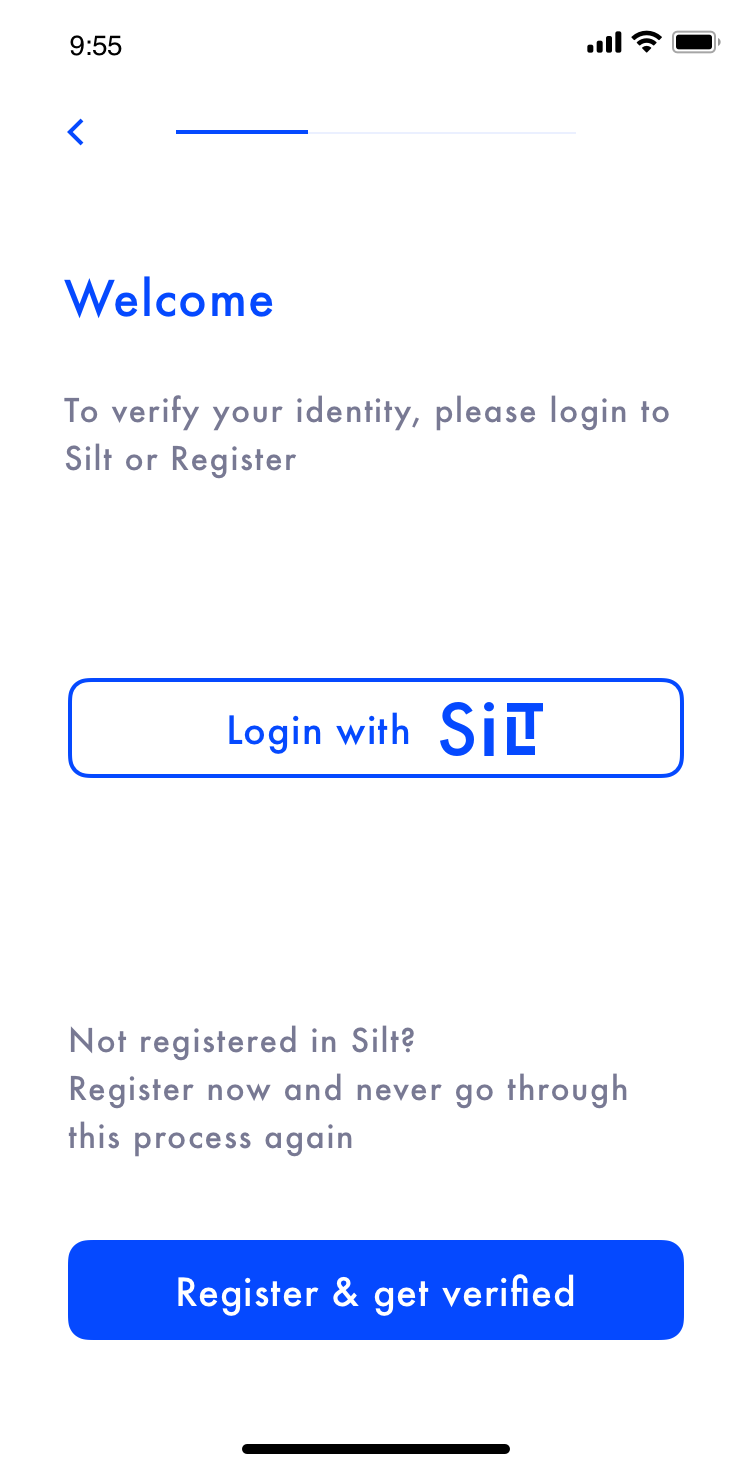 9:55
Welcome
To verify your identity, please login to
Silt or Register
Login with SiLT
Not registered in Silt?
Register now and never go through
this process again
Register & get verified